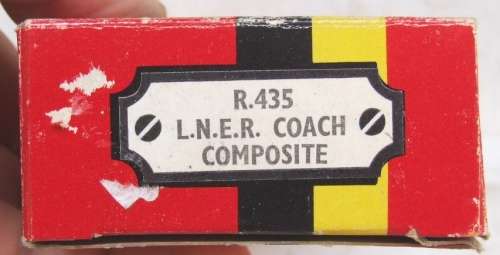 R.435
L.N.E.R. COACH
COMPOSITE